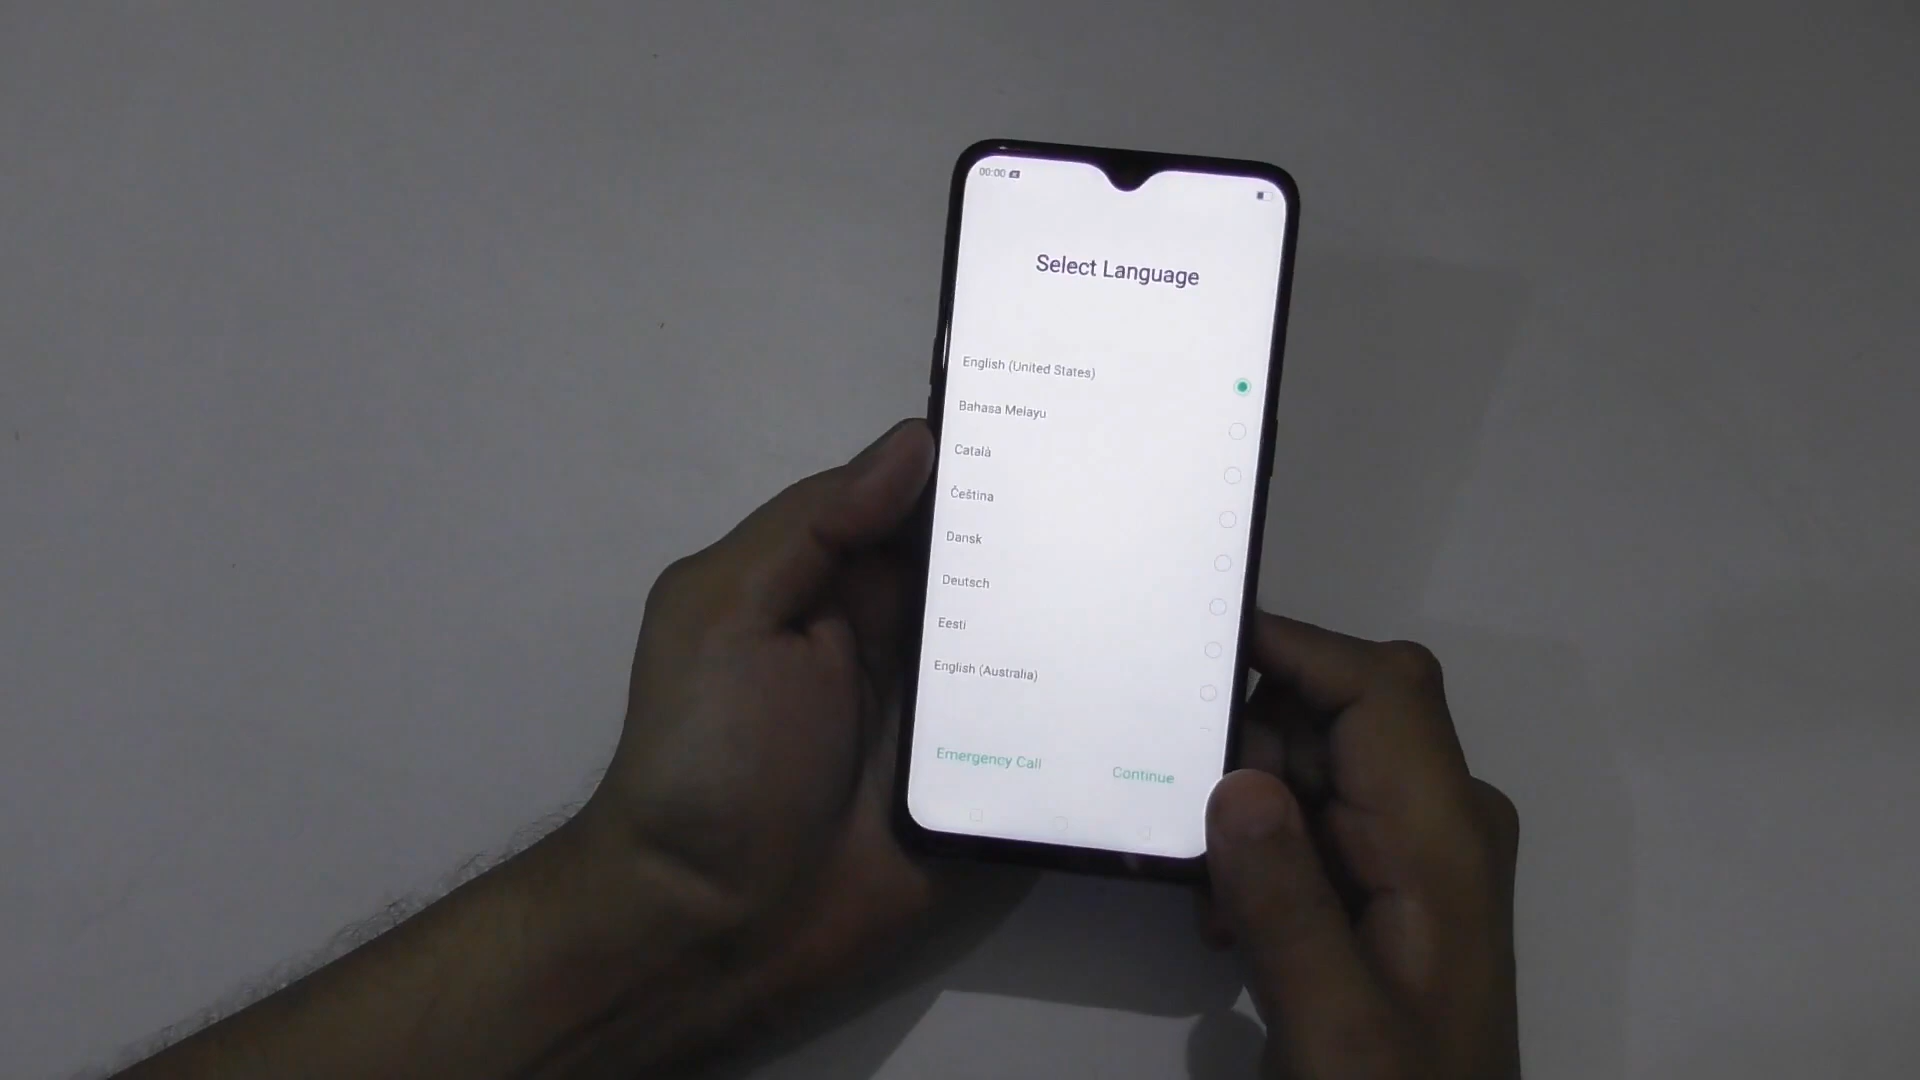 00:00
Select Language
English (United States)
Bahasa Melayu
Català
Čeština
Dansk
Deutsch
Eesti
English (Australia)
Emergency Call
Continue